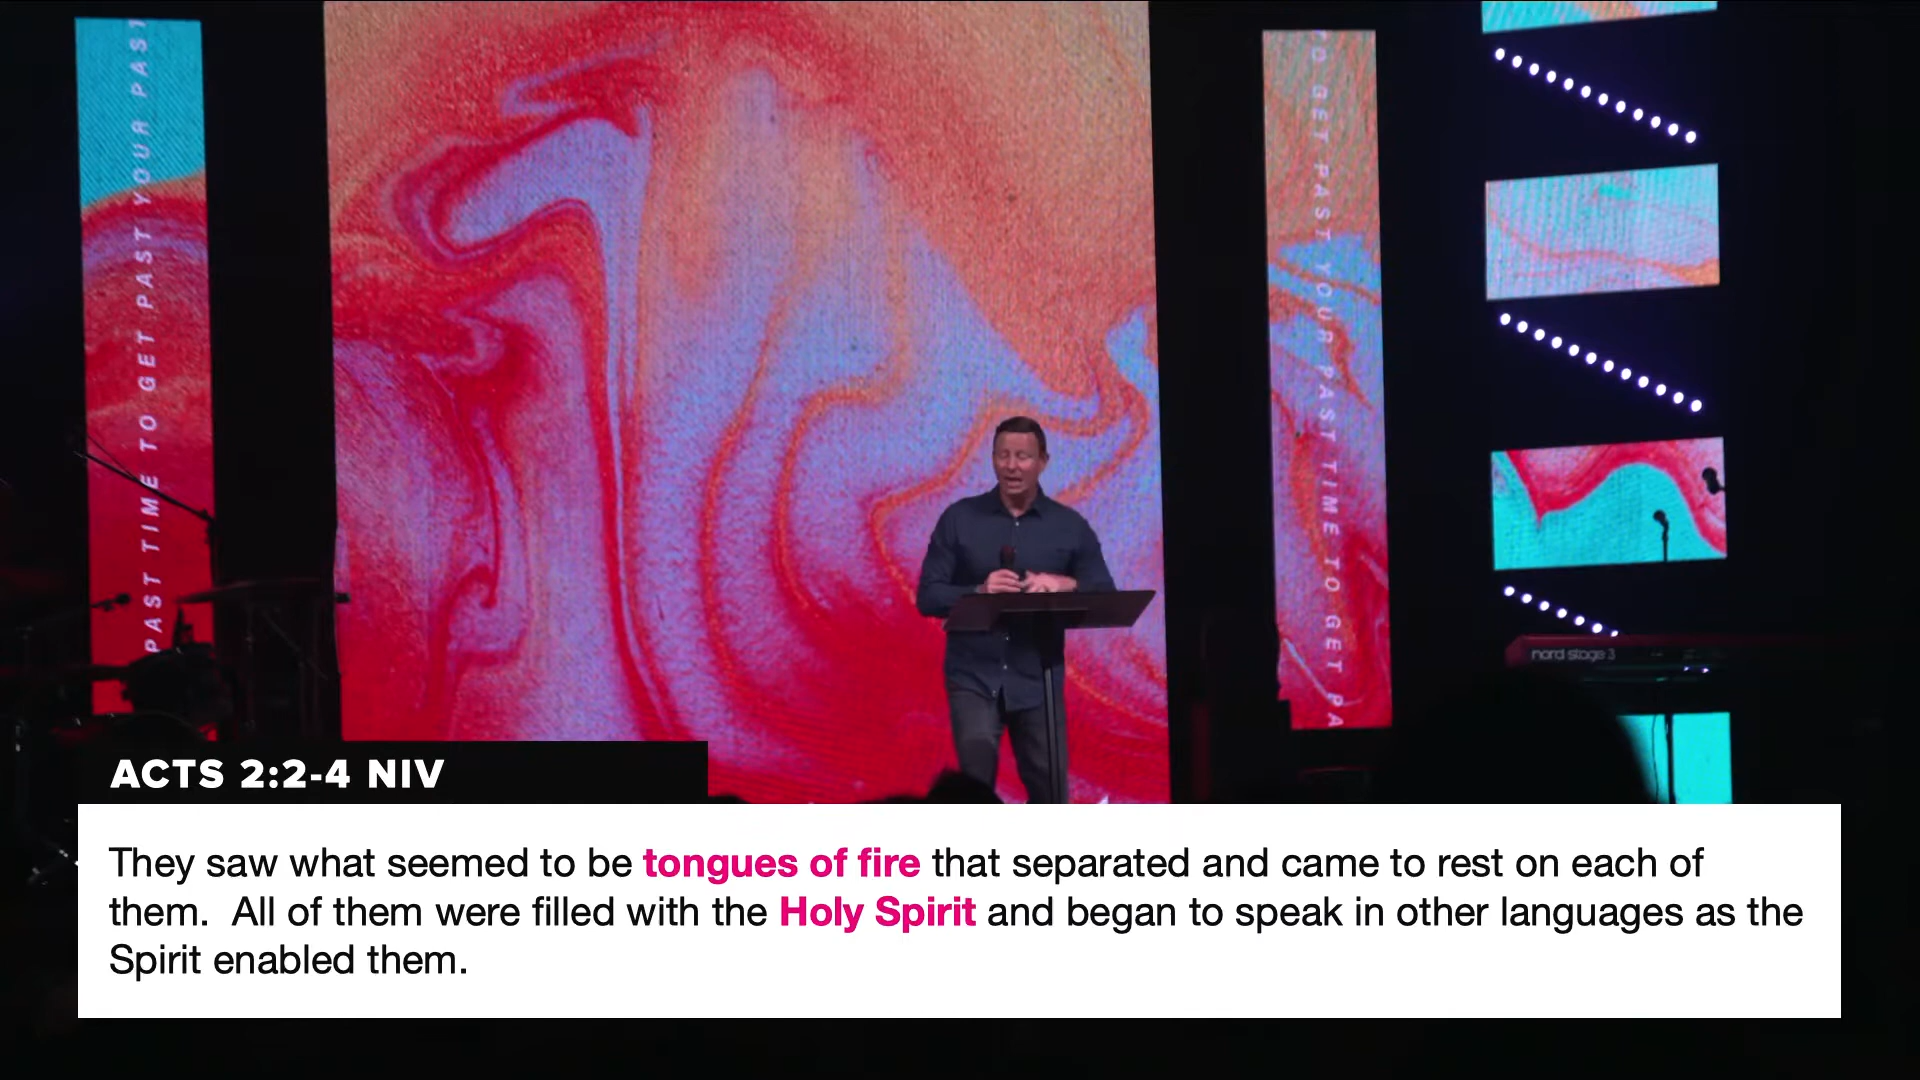 PAST TIME TO GET PAST YOUR PAST
TO GET PAST YOUR PAST TIME TO GET PA
nord stage 3
ACTS 2:2-4 NIV
They saw what seemed to be tongues of fire that separated and came to rest on each of
them.  All of them were filled with the Holy Spirit and began to speak in other languages as the
Spirit enabled them.